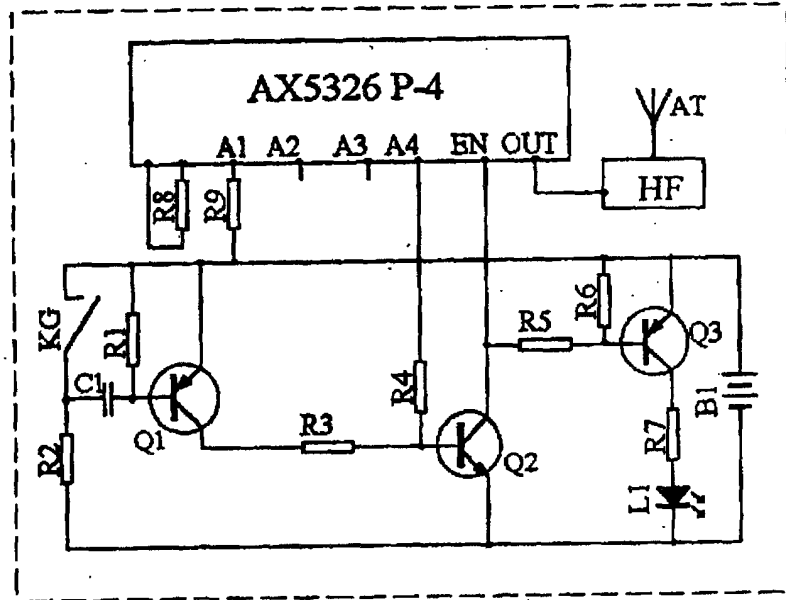 AX5326 P-4
A1 A2 A3 A4 EN OUT
AT
HF
R8
R9
KG
R1
C1
Q1
R2
R3
R4
Q2
R5
R6
Q3
R7
L1
B1